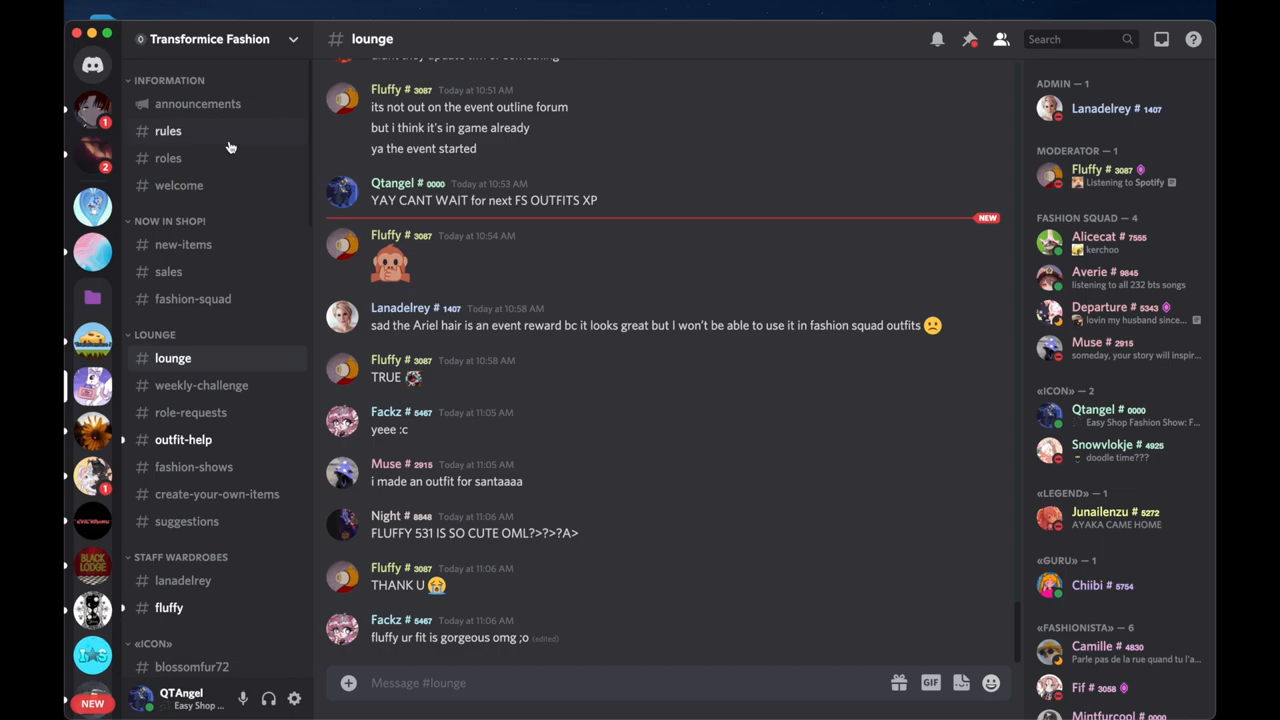 Transformice Fashion
# lounge
Search
INFORMATION
announcements
# rules
# roles
# welcome
NOW IN SHOP!
# new-items
# sales
# fashion-squad
LOUNGE
# lounge
# weekly-challenge
# role-requests
# outfit-help
# fashion-shows
# create-your-own-items
# suggestions
STAFF WARDROBES
# lanadelrey
# fluffy
«ICON»
# blossomfur72
QTAngel
Easy Shop ...
1
2
1
NEW
Fluffy # 3087 Today at 10:51 AM
its not out on the event outline forum
but i think it's in game already
ya the event started
Qtangel # 0000 Today at 10:53 AM
YAY CANT WAIT for next FS OUTFITS XP
NEW
Fluffy # 3087 Today at 10:54 AM
Lanadelrey # 1407 Today at 10:58 AM
sad the Ariel hair is an event reward bc it looks great but I won't be able to use it in fashion squad outfits
Fluffy # 3087 Today at 10:58 AM
TRUE
Fackz # 5467 Today at 11:05 AM
yeee :c
Muse # 2915 Today at 11:05 AM
i made an outfit for santaaaa
Night # 8848 Today at 11:06 AM
FLUFFY 531 IS SO CUTE OML?>?>?A>
Fluffy # 3087 Today at 11:06 AM
THANK U
Fackz # 5467 Today at 11:06 AM
fluffy ur fit is gorgeous omg ;o (edited)
Message #lounge
GIF
ADMIN — 1
Lanadelrey # 1407
MODERATOR — 1
Fluffy # 3087
Listening to Spotify
FASHION SQUAD — 4
Alicecat # 7555
kerchoo
Averie # 9845
listening to all 232 bts songs
Departure # 5343
lovin my husband since...
Muse # 2915
someday, your story will inspir...
«ICON» — 2
Qtangel # 0000
Easy Shop Fashion Show: F...
Snowvlokje # 4925
doodle time???
«LEGEND» — 1
Junailenzu # 5272
AYAKA CAME HOME
«GURU» — 1
Chiibi # 5754
«FASHIONISTA» — 6
Camille # 4830
Parle pas de la rue quand tu l'a...
Fif # 3058
Mintfurcool # 0000